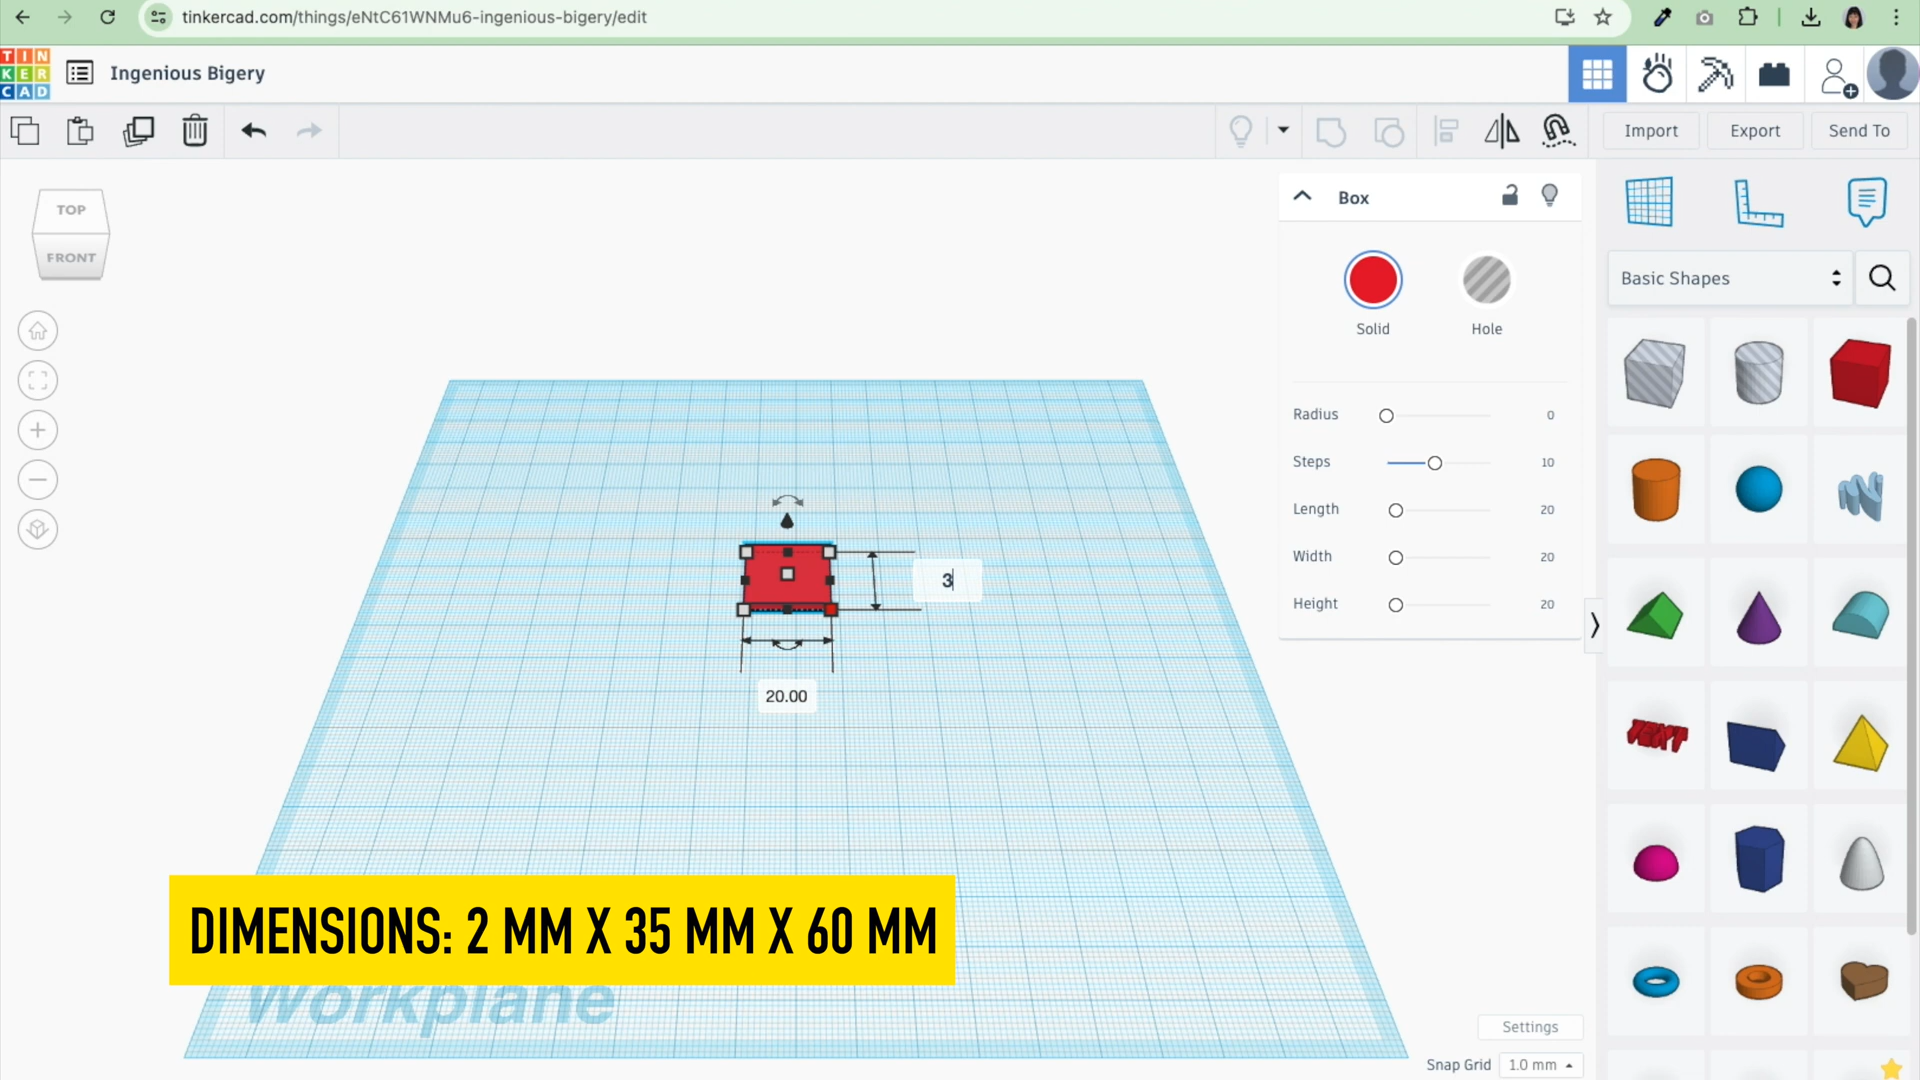 tinkercad.com/things/eNtC61WNMu6-ingenious-bigery/edit
TIN
KER
CAD
Ingenious Bigery
Import
Export
Send To
TOP
FRONT
Box
Solid
Hole
Radius
0
Steps
10
Length
20
Width
20
Height
20
Basic Shapes
TEXT
3
20.00
DIMENSIONS: 2 MM X 35 MM X 60 MM
Workplane
Settings
Snap Grid
1.0 mm